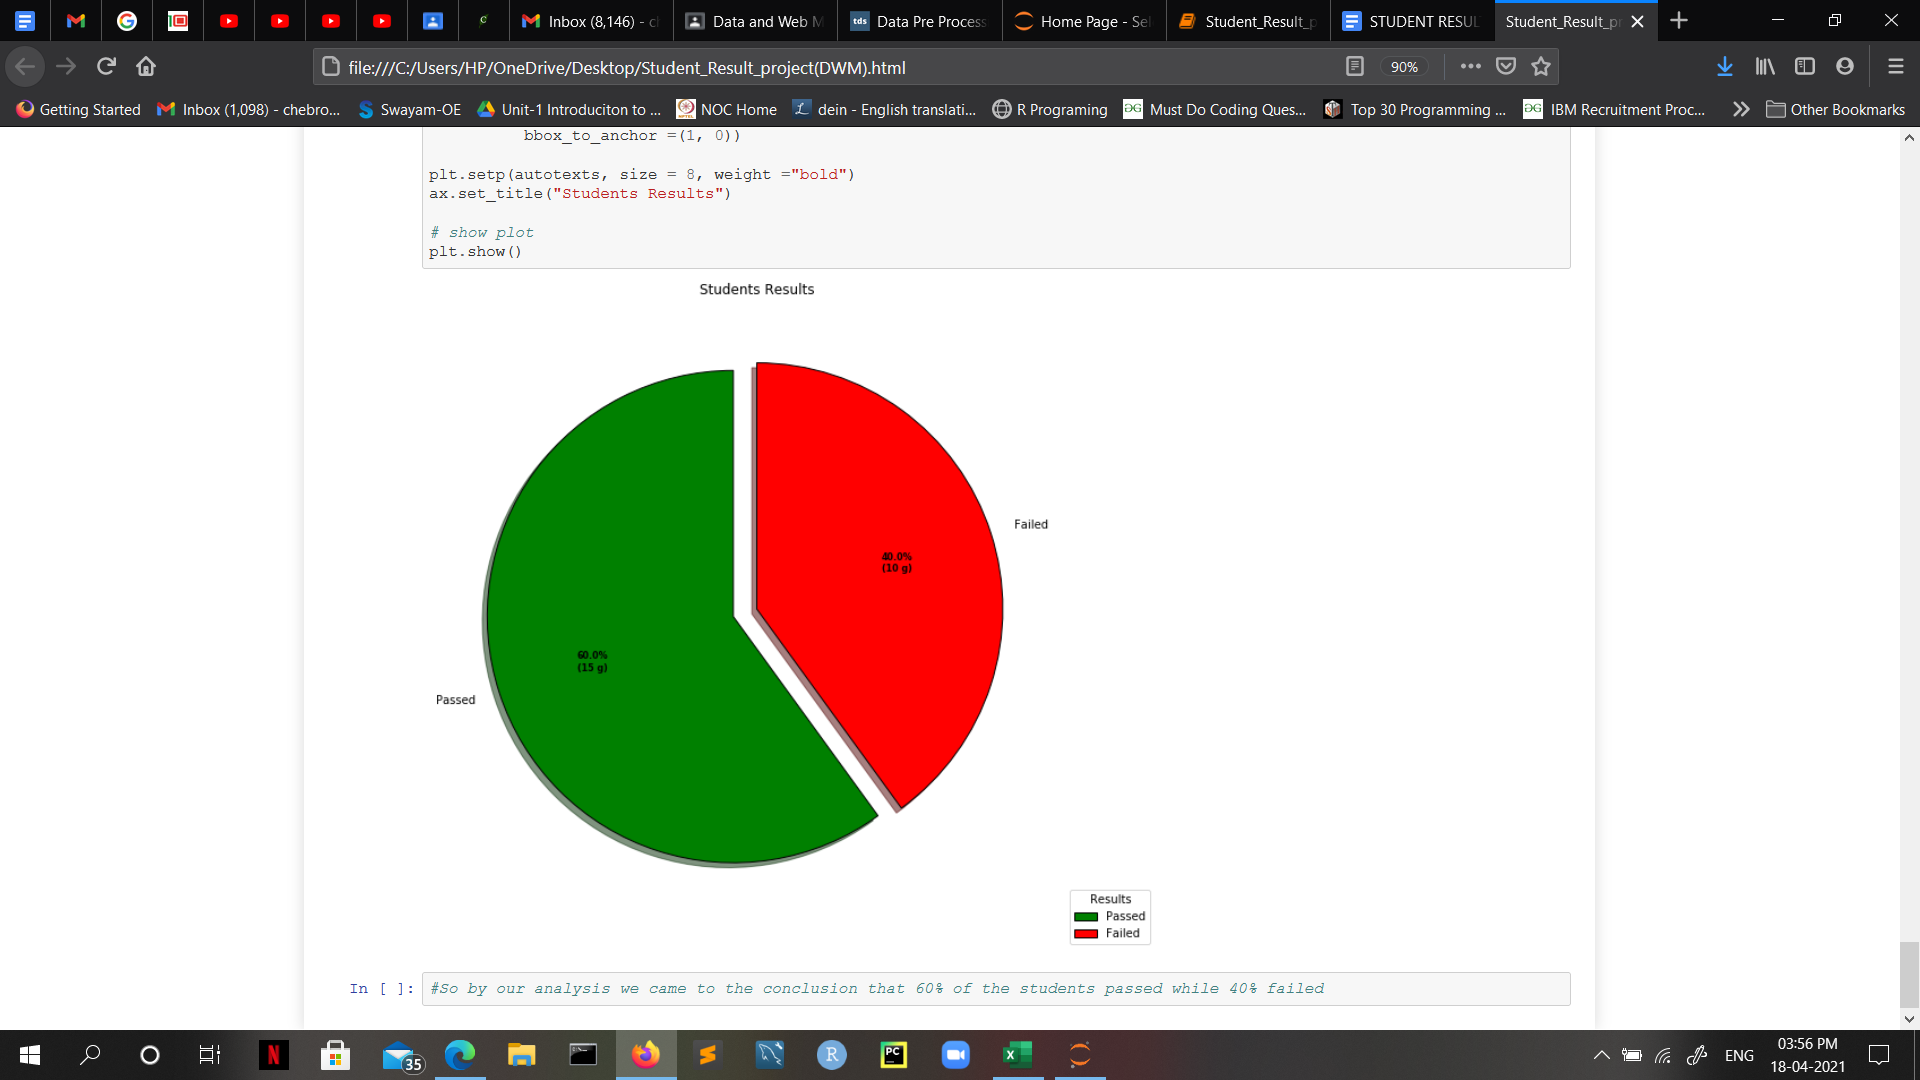 Inbox (8,146) - c
Data and Web M
tds Data Pre Process
Home Page - Sel
Student_Result_p
STUDENT RESUL
Student_Result_pr
file:///C:/Users/HP/OneDrive/Desktop/Student_Result_project(DWM).html
90%
Getting Started
Inbox (1,098) - chebro...
Swayam-OE
Unit-1 Introduciton to ...
NOC Home
dein - English translati...
R Programing
Must Do Coding Ques...
Top 30 Programming ...
IBM Recruitment Proc...
Other Bookmarks
bbox_to_anchor =(1, 0))
plt.setp(autotexts, size = 8, weight ="bold")
ax.set_title("Students Results")
# show plot
plt.show()
Students Results
Failed
40.0%
(10 g)
60.0%
(15 g)
Passed
Results
Passed
Failed
In [ ]: #So by our analysis we came to the conclusion that 60% of the students passed while 40% failed
35
R
PC
ENG
03:56 PM
18-04-2021